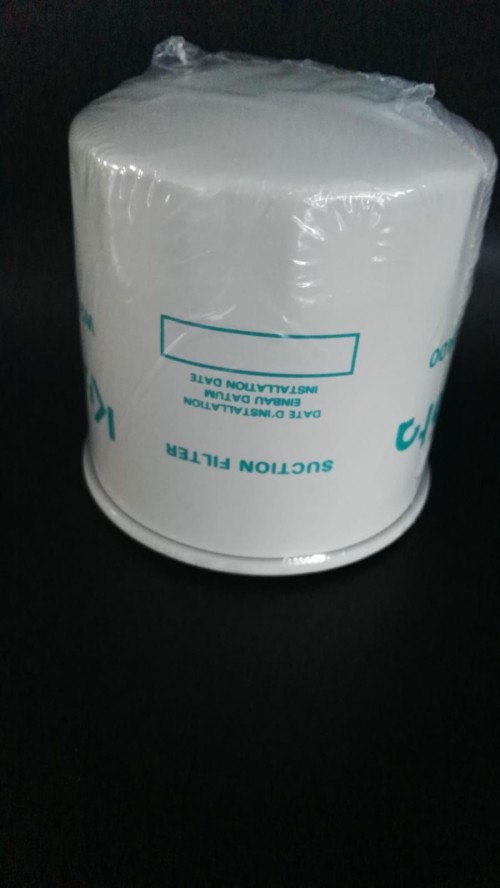 SUCTION FILTER
DATE D'INSTALLATION
EINBAU DATUM
INSTALLATION DATE